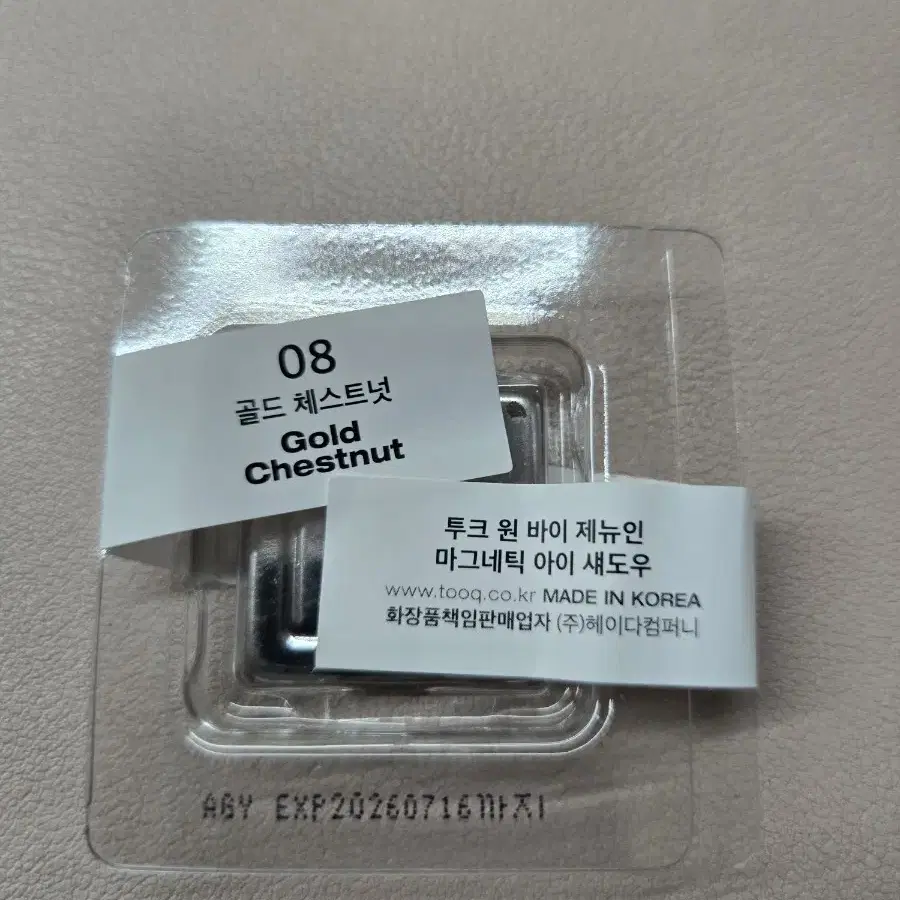 08
골드 체스트넛
Gold
Chestnut
투크 원 바이 제뉴인
마그네틱 아이 섀도우
www.tooq.co.kr MADE IN KOREA
화장품책임판매업자 (주)헤이다컴퍼니
ABY EXP20260716까지